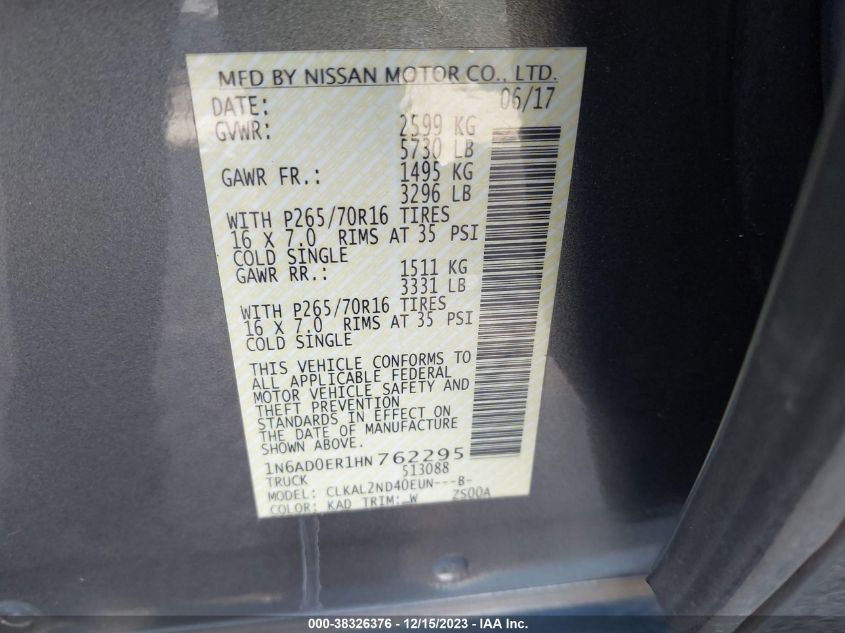 MFD BY NISSAN MOTOR CO., LTD.
DATE: 06/17
GVWR: 2599 KG
5730 LB
GAWR FR.: 1495 KG
3296 LB
WITH P265/70R16 TIRES
16 X 7.0 RIMS AT 35 PSI
COLD SINGLE
GAWR RR.: 1511 KG
3331 LB
WITH P265/70R16 TIRES
16 X 7.0 RIMS AT 35 PSI
COLD SINGLE
THIS VEHICLE CONFORMS TO
ALL APPLICABLE FEDERAL
MOTOR VEHICLE SAFETY AND
THEFT PREVENTION
STANDARDS IN EFFECT ON
THE DATE OF MANUFACTURE
SHOWN ABOVE.
1N6AD0ER1HN 762295
TRUCK 513088
MODEL: CLKAL2ND40EUN---B-
COLOR: KAD TRIM: W ZS00A
000-38326376 - 12/15/2023 - IAA Inc.